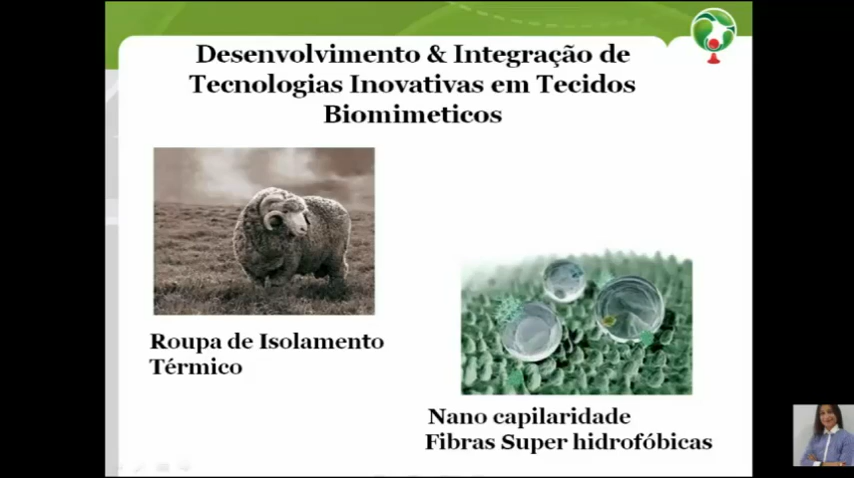 Desenvolvimento & Integração de
Tecnologias Inovativas em Tecidos
Biomimeticos
Roupa de Isolamento
Térmico
Nano capilaridade
Fibras Super hidrofóbicas